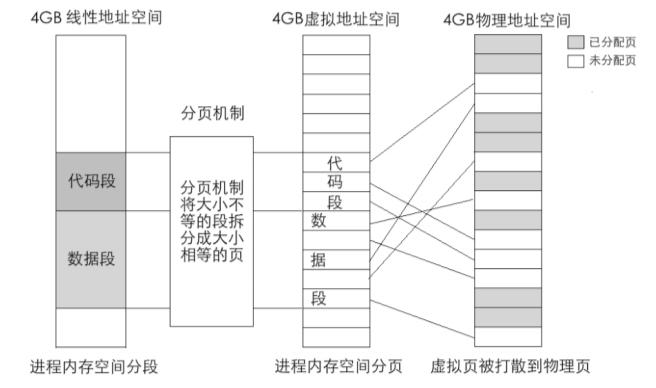 4GB 线性地址空间
4GB虚拟地址空间
4GB物理地址空间
已分配页
未分配页
分页机制
代码段
数据段
分页机制
将大小不
等的段拆
分成大小
相等的页
代
码
段
数
据
段
进程内存空间分段
进程内存空间分页
虚拟页被打散到物理页